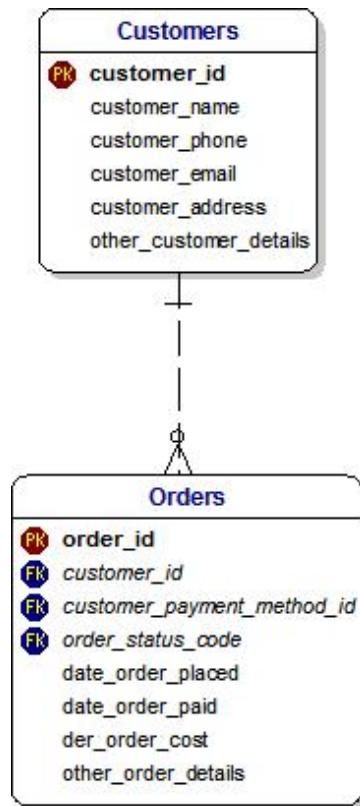 Customers
PK customer_id
customer_name
customer_phone
customer_email
customer_address
other_customer_details
Orders
PK order_id
FK customer_id
FK customer_payment_method_id
FK order_status_code
date_order_placed
date_order_paid
der_order_cost
other_order_details